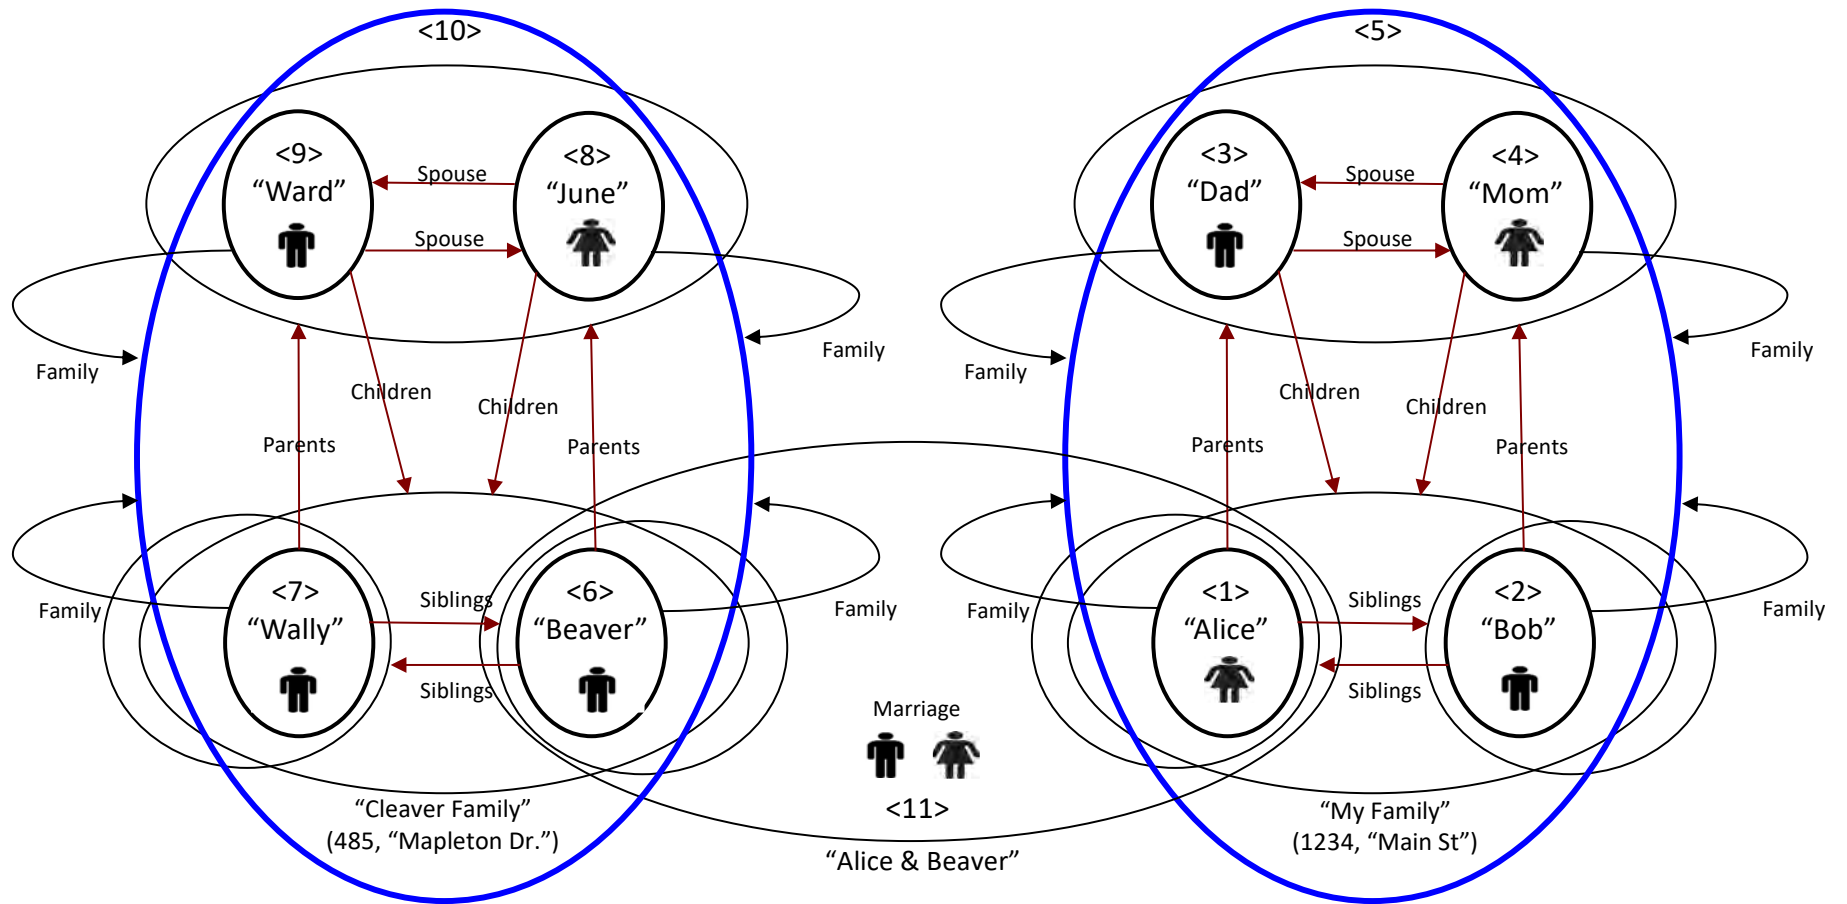 <10>
<5>
<9>
“Ward”
<8>
“June”
Spouse
Spouse
<3>
“Dad”
<4>
“Mom”
Spouse
Spouse
Family
Family
Family
Family
Children
Children
Children
Children
Parents
Parents
Parents
Parents
<7>
“Wally”
<6>
“Beaver”
Siblings
Siblings
<1>
“Alice”
<2>
“Bob”
Siblings
Siblings
Family
Family
Family
Family
Marriage
<11>
“Alice & Beaver”
“Cleaver Family”
(485, “Mapleton Dr.”)
“My Family”
(1234, “Main St”)